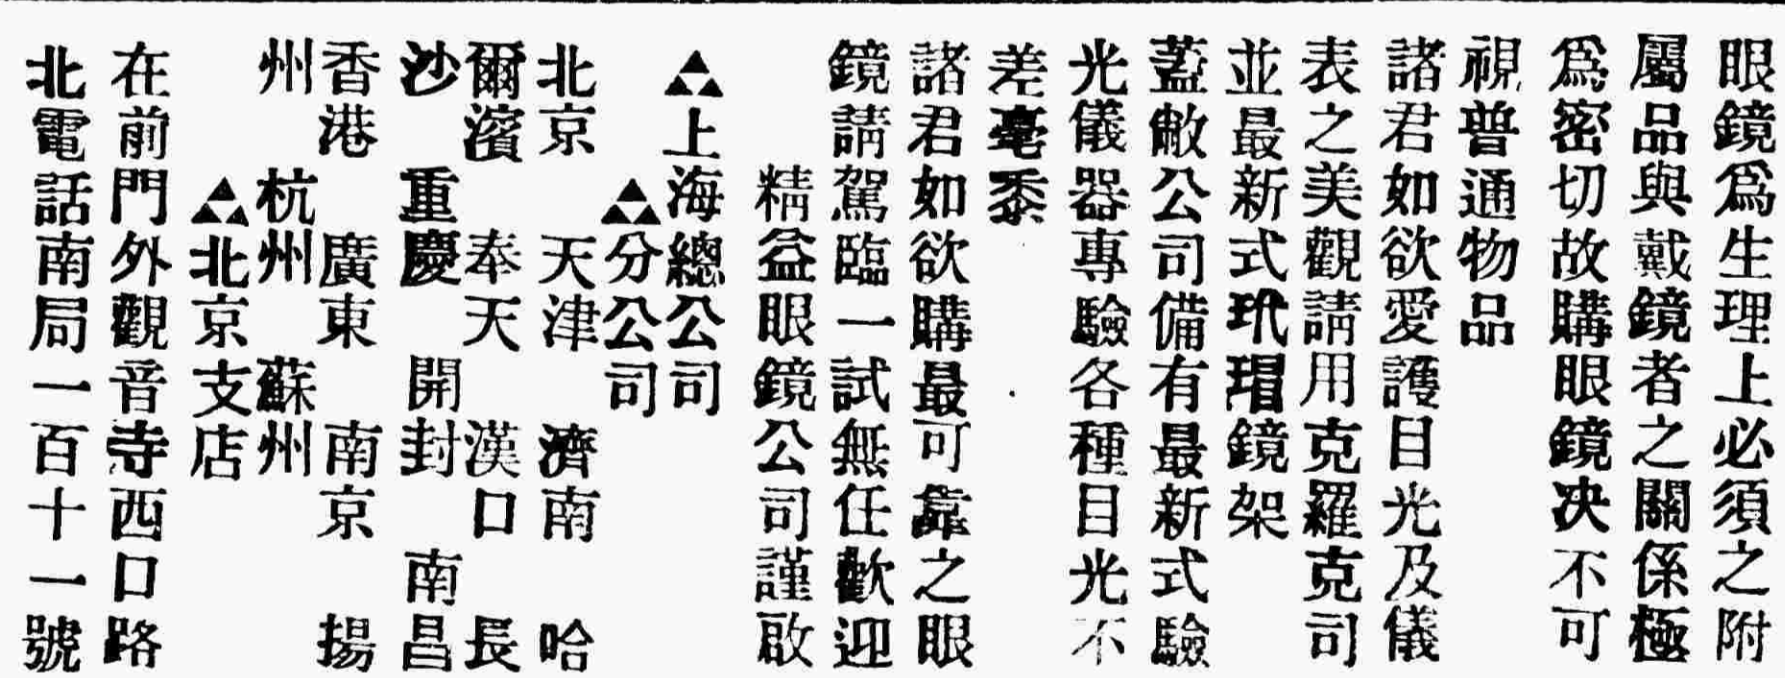 眼鏡爲生理上必須之附
屬品與戴鏡者之關係極
爲密切故購眼鏡决不可
視普通物品
諸君如欲愛護目光及儀
表之美觀請用克羅克司
並最新式玳瑁鏡架
蓋敝公司備有最新式驗
光儀器專驗各種目光不
差毫黍
諸君如欲購最可靠之眼
鏡請駕臨一試無任歡迎
精益眼鏡公司謹啟
上海總公司
分公司
北京 天津 濟南 哈
爾濱 奉天 漢口 長
沙 重慶 開封 南昌
香港 廣東 南京 揚
州 杭州 蘇州
北京支店
在前門外觀音寺西口路
北電話南局一百十一號